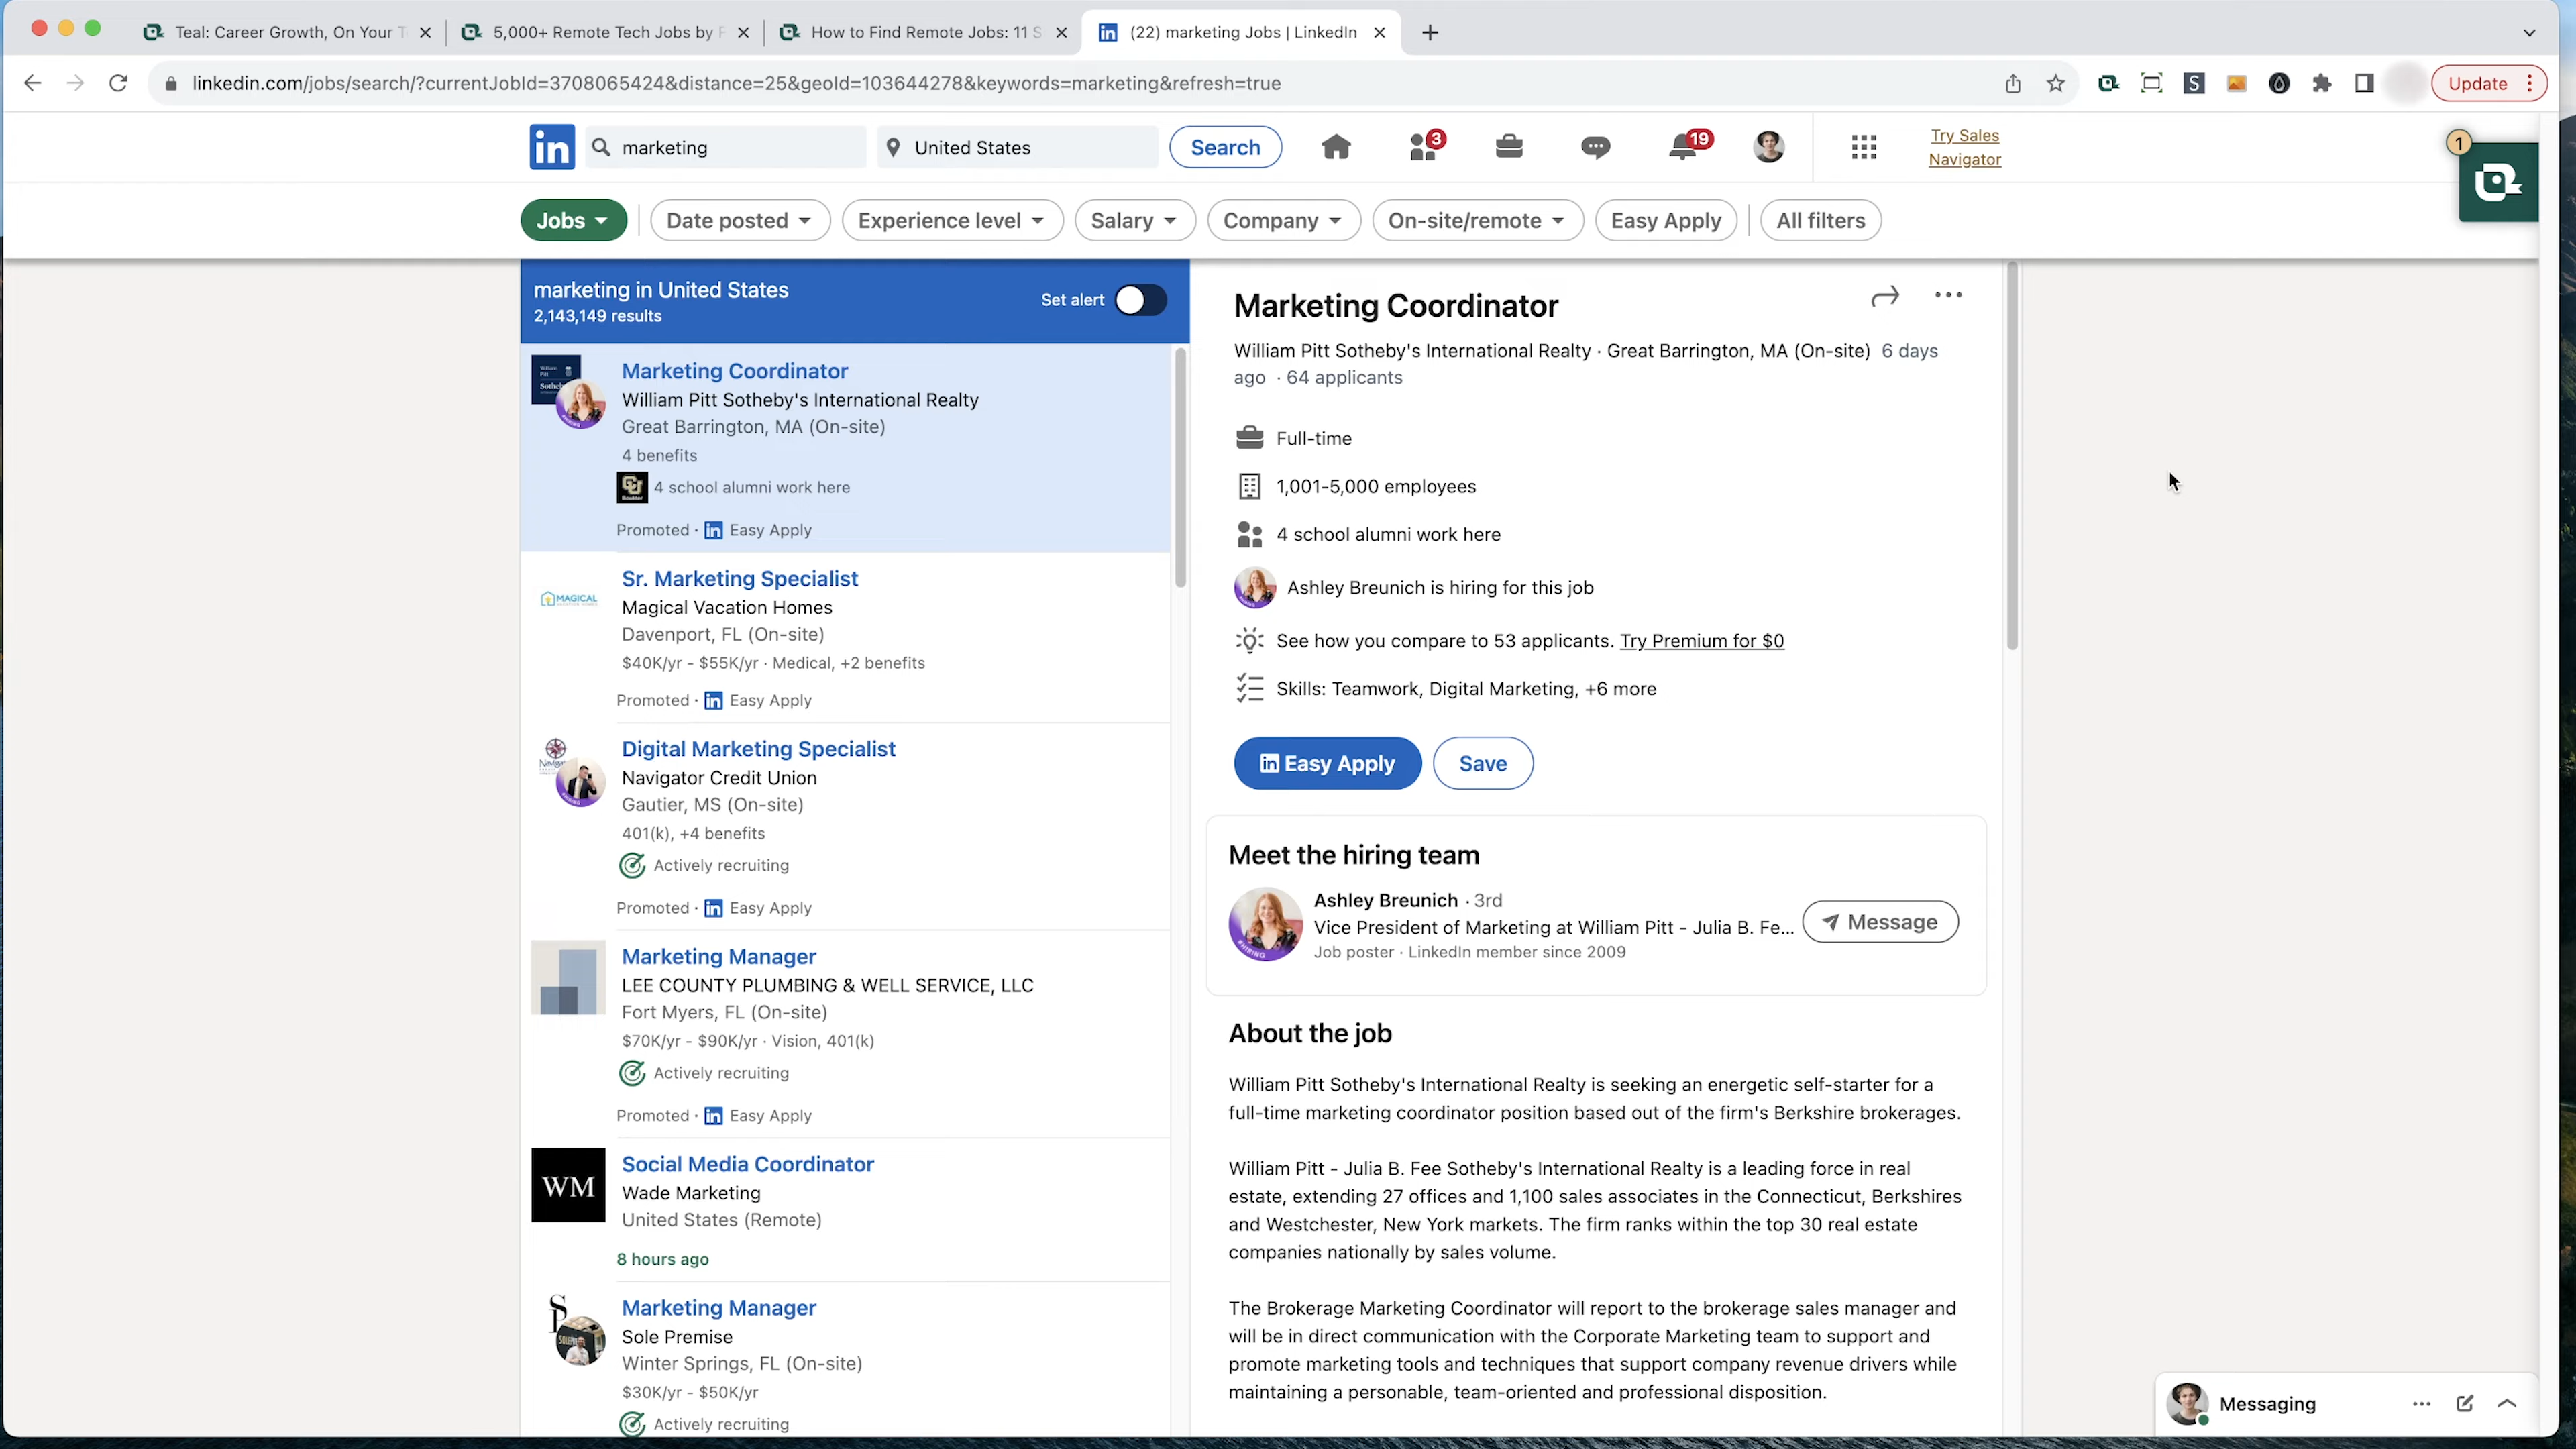 Teal: Career Growth, On Your T
5,000+ Remote Tech Jobs by
How to Find Remote Jobs: 11 S
(22) marketing Jobs | LinkedIn
linkedin.com/jobs/search/?currentJobId=3708065424&distance=25&geoId=103644278&keywords=marketing&refresh=true
S
Update
in
marketing
United States
Search
3
19
Try Sales
Navigator
1
Jobs
Date posted
Experience level
Salary
Company
On-site/remote
Easy Apply
All filters
marketing in United States
2,143,149 results
Set alert
William
Pitt
Marketing Coordinator
William Pitt Sotheby's International Realty
Great Barrington, MA (On-site)
4 benefits
4 school alumni work here
Promoted · in Easy Apply
MAGICAL
Sr. Marketing Specialist
Magical Vacation Homes
Davenport, FL (On-site)
$40K/yr - $55K/yr · Medical, +2 benefits
Promoted · in Easy Apply
Digital Marketing Specialist
Navigator Credit Union
Gautier, MS (On-site)
401(k), +4 benefits
Actively recruiting
Promoted · in Easy Apply
Marketing Manager
LEE COUNTY PLUMBING & WELL SERVICE, LLC
Fort Myers, FL (On-site)
$70K/yr - $90K/yr · Vision, 401(k)
Actively recruiting
Promoted · in Easy Apply
WM
Social Media Coordinator
Wade Marketing
United States (Remote)
8 hours ago
Marketing Manager
Sole Premise
Winter Springs, FL (On-site)
$30K/yr - $50K/yr
Actively recruiting
Marketing Coordinator
William Pitt Sotheby's International Realty · Great Barrington, MA (On-site) 6 days
ago · 64 applicants
Full-time
1,001-5,000 employees
4 school alumni work here
Ashley Breunich is hiring for this job
See how you compare to 53 applicants. Try Premium for $0
Skills: Teamwork, Digital Marketing, +6 more
in Easy Apply
Save
Meet the hiring team
#HIRING
Ashley Breunich · 3rd
Vice President of Marketing at William Pitt - Julia B. Fe...
Job poster · LinkedIn member since 2009
Message
About the job
William Pitt Sotheby's International Realty is seeking an energetic self-starter for a
full-time marketing coordinator position based out of the firm's Berkshire brokerages.
William Pitt - Julia B. Fee Sotheby's International Realty is a leading force in real
estate, extending 27 offices and 1,100 sales associates in the Connecticut, Berkshires
and Westchester, New York markets. The firm ranks within the top 30 real estate
companies nationally by sales volume.
The Brokerage Marketing Coordinator will report to the brokerage sales manager and
will be in direct communication with the Corporate Marketing team to support and
promote marketing tools and techniques that support company revenue drivers while
maintaining a personable, team-oriented and professional disposition.
Messaging